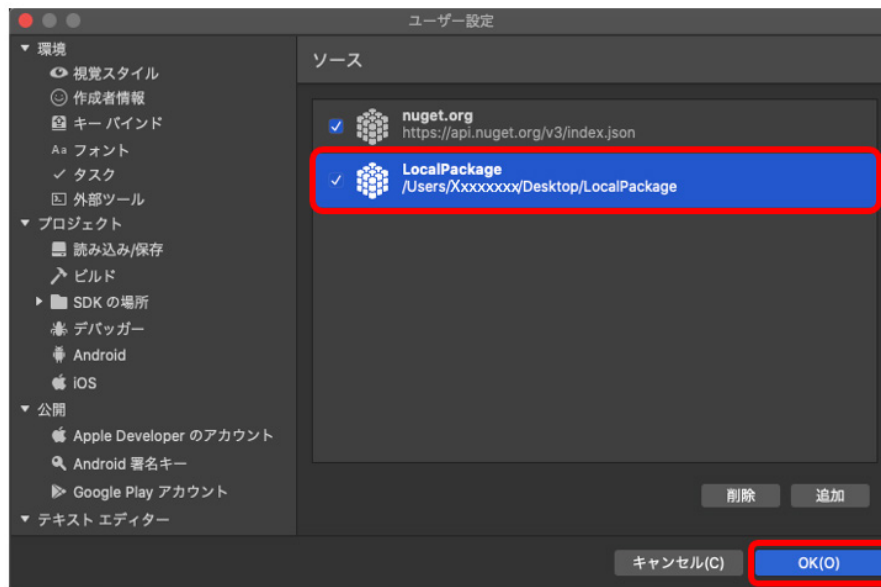 ユーザー設定
環境
視覚スタイル
作成者情報
キー バインド
Aa フォント
タスク
外部ツール
プロジェクト
読み込み/保存
ビルド
SDK の場所
デバッガー
Android
iOS
公開
Apple Developer のアカウント
Android 署名キー
Google Play アカウント
テキスト エディター
ソース
nuget.org
https://api.nuget.org/v3/index.json
LocalPackage
/Users/Xxxxxxxx/Desktop/LocalPackage
削除
追加
キャンセル(C)
OK(O)